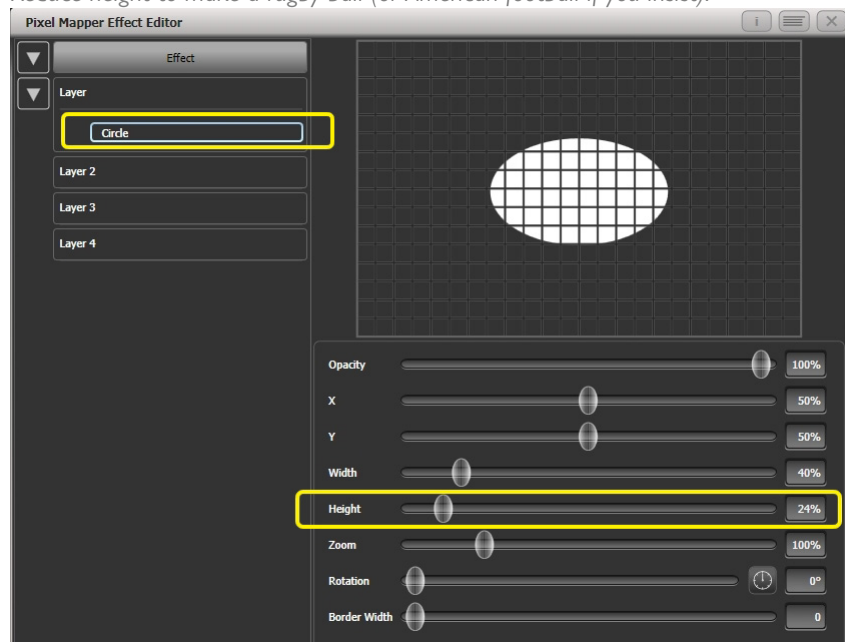 Reduce height to make a rugby ball (or American football if you insist).
Pixel Mapper Effect Editor
i
Effect
Layer
Circle
Layer 2
Layer 3
Layer 4
Opacity 100%
X 50%
Y 50%
Width 40%
Height 24%
Zoom 100%
Rotation 0°
Border Width 0